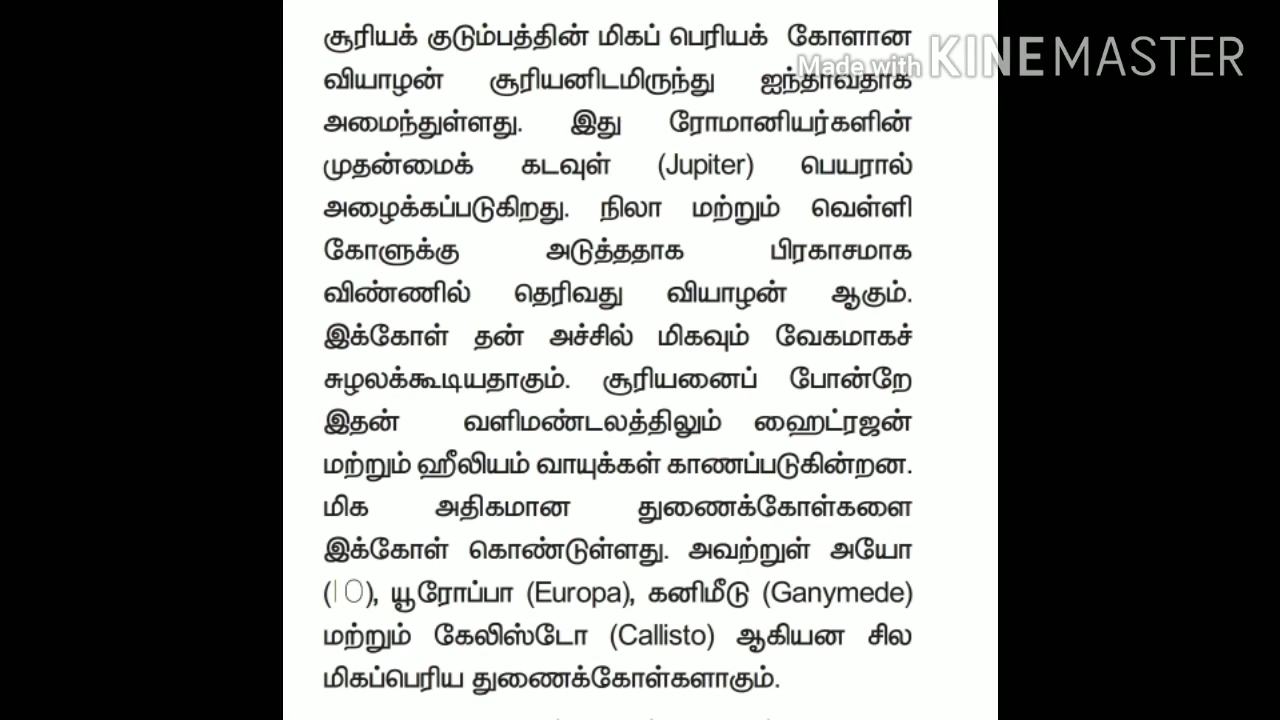 சூரியக் குடும்பத்தின் மிகப் பெரியக் கோளான
Made with KINEMASTER
வியாழன் சூரியனிடமிருந்து ஐந்தாவதாக
அமைந்துள்ளது. இது ரோமானியர்களின்
முதன்மைக் கடவுள் (Jupiter) பெயரால்
அழைக்கப்படுகிறது. நிலா மற்றும் வெள்ளி
கோளுக்கு அடுத்ததாக பிரகாசமாக
விண்ணில் தெரிவது வியாழன் ஆகும்.
இக்கோள் தன் அச்சில் மிகவும் வேகமாகச்
சுழலக்கூடியதாகும். சூரியனைப் போன்றே
இதன் வளிமண்டலத்திலும் ஹைட்ரஜன்
மற்றும் ஹீலியம் வாயுக்கள் காணப்படுகின்றன.
மிக அதிகமான துணைக்கோள்களை
இக்கோள் கொண்டுள்ளது. அவற்றுள் அயோ
(IO), யூரோப்பா (Europa), கனிமீடு (Ganymede)
மற்றும் கேலிஸ்டோ (Callisto) ஆகியன சில
மிகப்பெரிய துணைக்கோள்களாகும்.